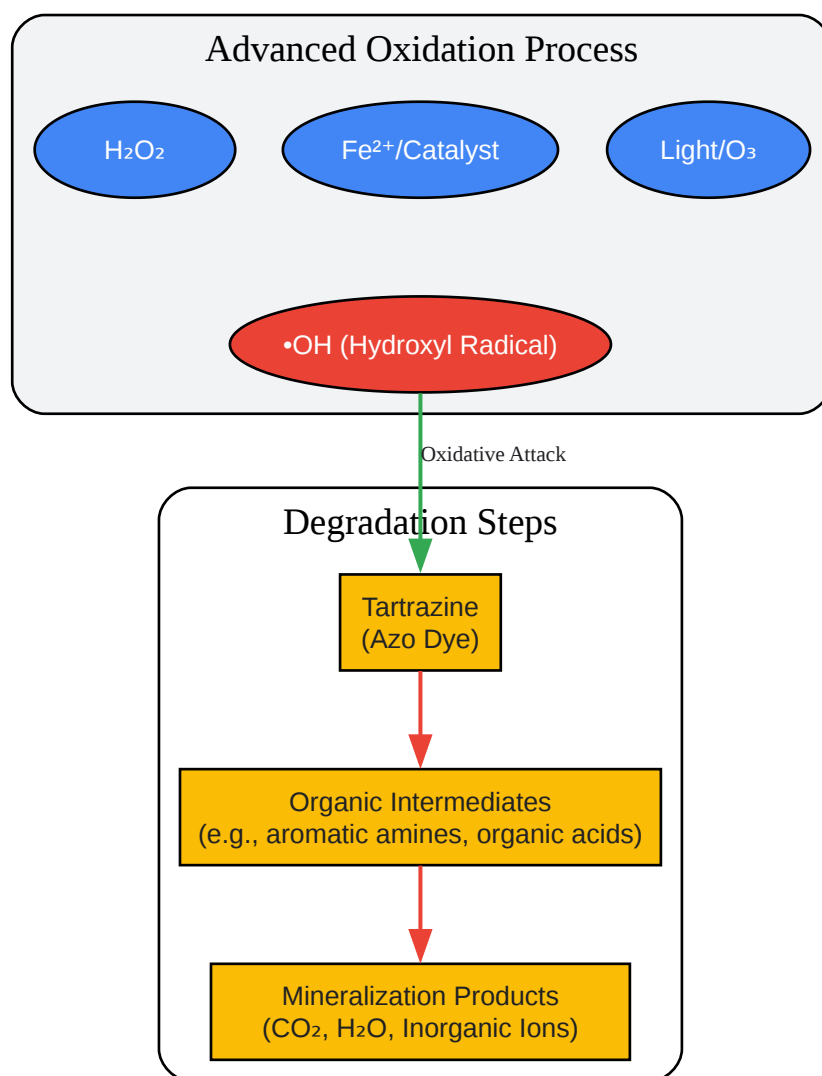 Advanced Oxidation Process
H₂O₂
Fe²⁺/Catalyst
Light/O₃
•OH (Hydroxyl Radical)
Oxidative Attack
Degradation Steps
Tartrazine
(Azo Dye)
Organic Intermediates
(e.g., aromatic amines, organic acids)
Mineralization Products
(CO₂, H₂O, Inorganic Ions)